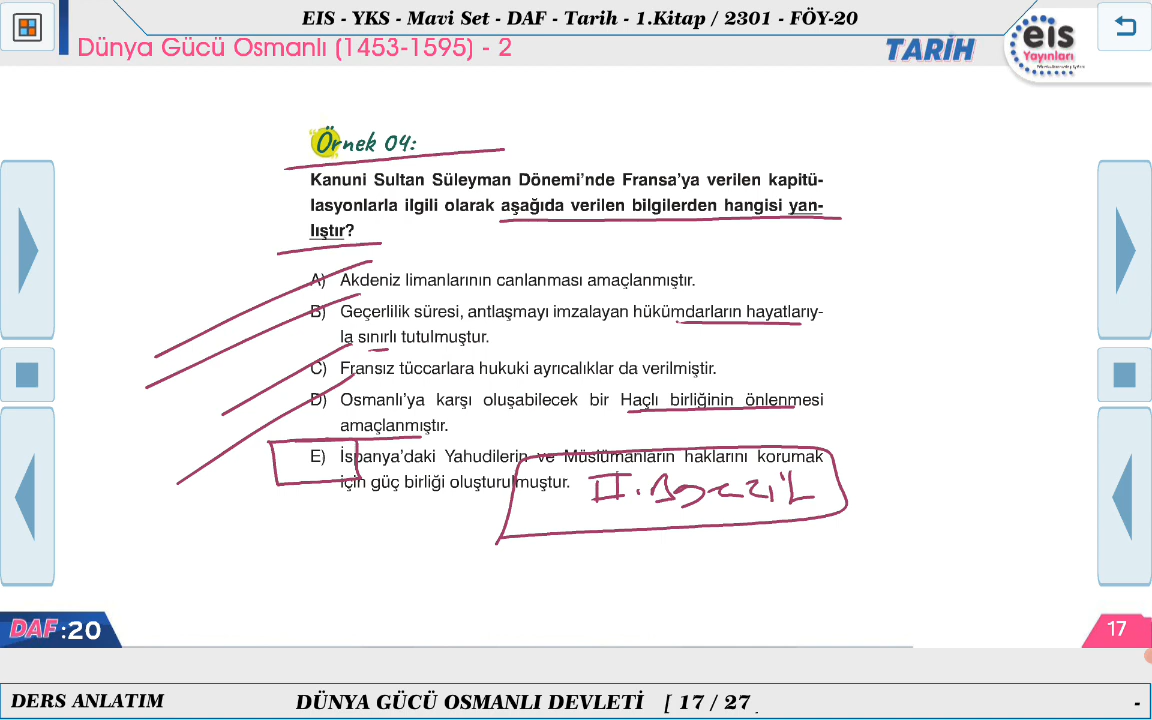 EIS - YKS - Mavi Set - DAF - Tarih - 1.Kitap / 2301 - FÖY-20
Dünya Gücü Osmanlı (1453-1595) - 2
TARİH
eis
Yayınları
Örnek 04:
Kanuni Sultan Süleyman Dönemi'nde Fransa'ya verilen kapitü-
lasyonlarla ilgili olarak aşağıda verilen bilgilerden hangisi yan-
lıştır?
A) Akdeniz limanlarının canlanması amaçlanmıştır.
B) Geçerlilik süresi, antlaşmayı imzalayan hükümdarların hayatlarıy-
la sınırlı tutulmuştur.
C) Fransız tüccarlara hukuki ayrıcalıklar da verilmiştir.
D) Osmanlı'ya karşı oluşabilecek bir Haçlı birliğinin önlenmesi
amaçlanmıştır.
E) İspanya'daki Yahudilerin ve Müslümanların haklarını korumak
için güç birliği oluşturulmuştur.
II.
DAF:20
17
DERS ANLATIM
DÜNYA GÜCÜ OSMANLI DEVLETİ [ 17 / 27
-